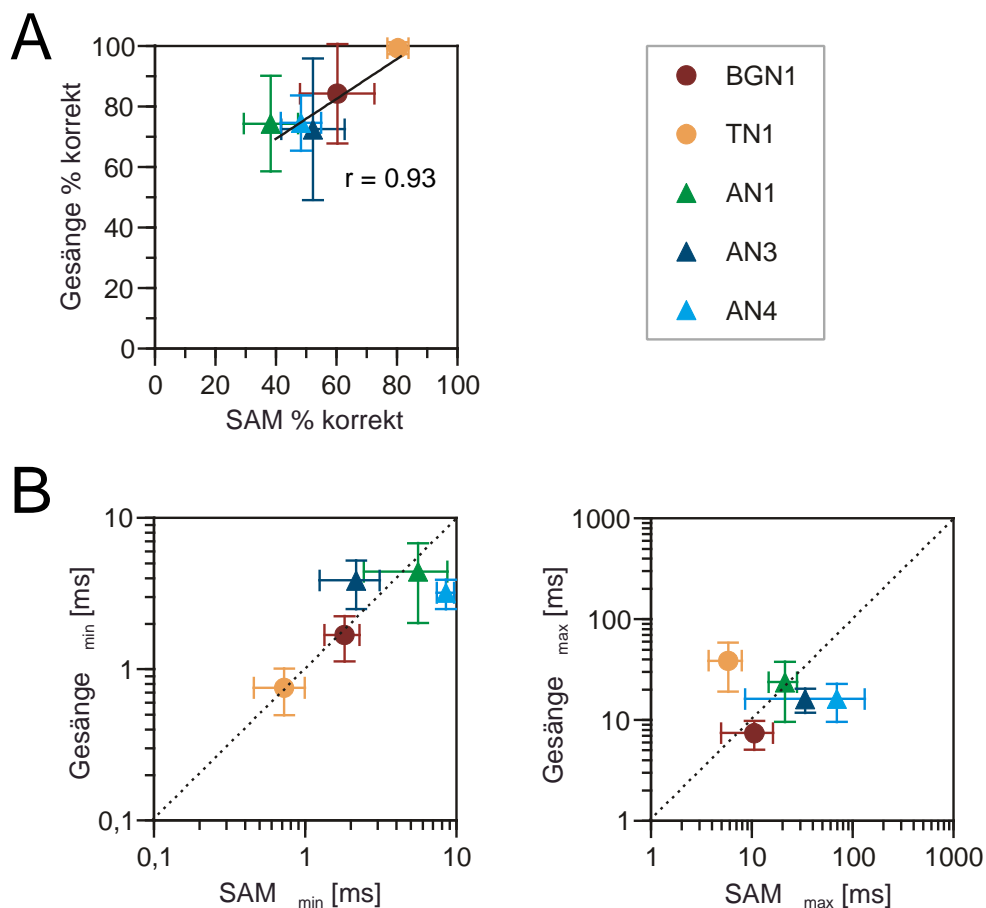 A
100
80
60
40
20
0
Gesänge % korrekt
r = 0.93
0 20 40 60 80 100
SAM % korrekt
BGN1
TN1
AN1
AN3
AN4
B
10
1
0,1
Gesänge min [ms]
0,1 1 10
SAM min [ms]
1000
100
10
1
Gesänge max [ms]
1 10 100 1000
SAM max [ms]